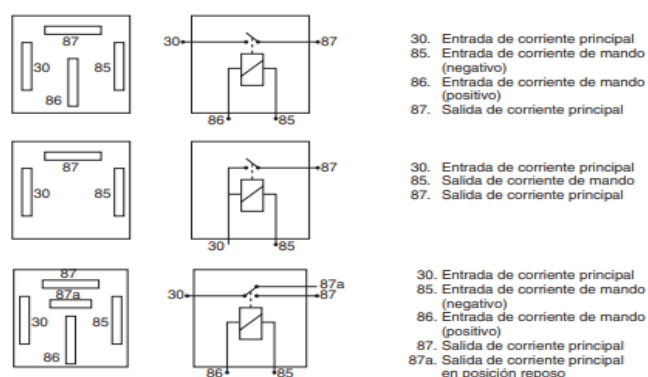 87
30
85
86
30
87
86
85
30. Entrada de corriente principal
85. Entrada de corriente de mando
(negativo)
86. Entrada de corriente de mando
(positivo)
87. Salida de corriente principal
87
30
85
87
30
85
30. Entrada de corriente principal
85. Salida de corriente de mando
87. Salida de corriente principal
87
87a
30
85
86
87a
30
87
86
85
30. Entrada de corriente principal
85. Entrada de corriente de mando
(negativo)
86. Entrada de corriente de mando
(positivo)
87. Salida de corriente principal
87a. Salida de corriente principal
en posición reposo